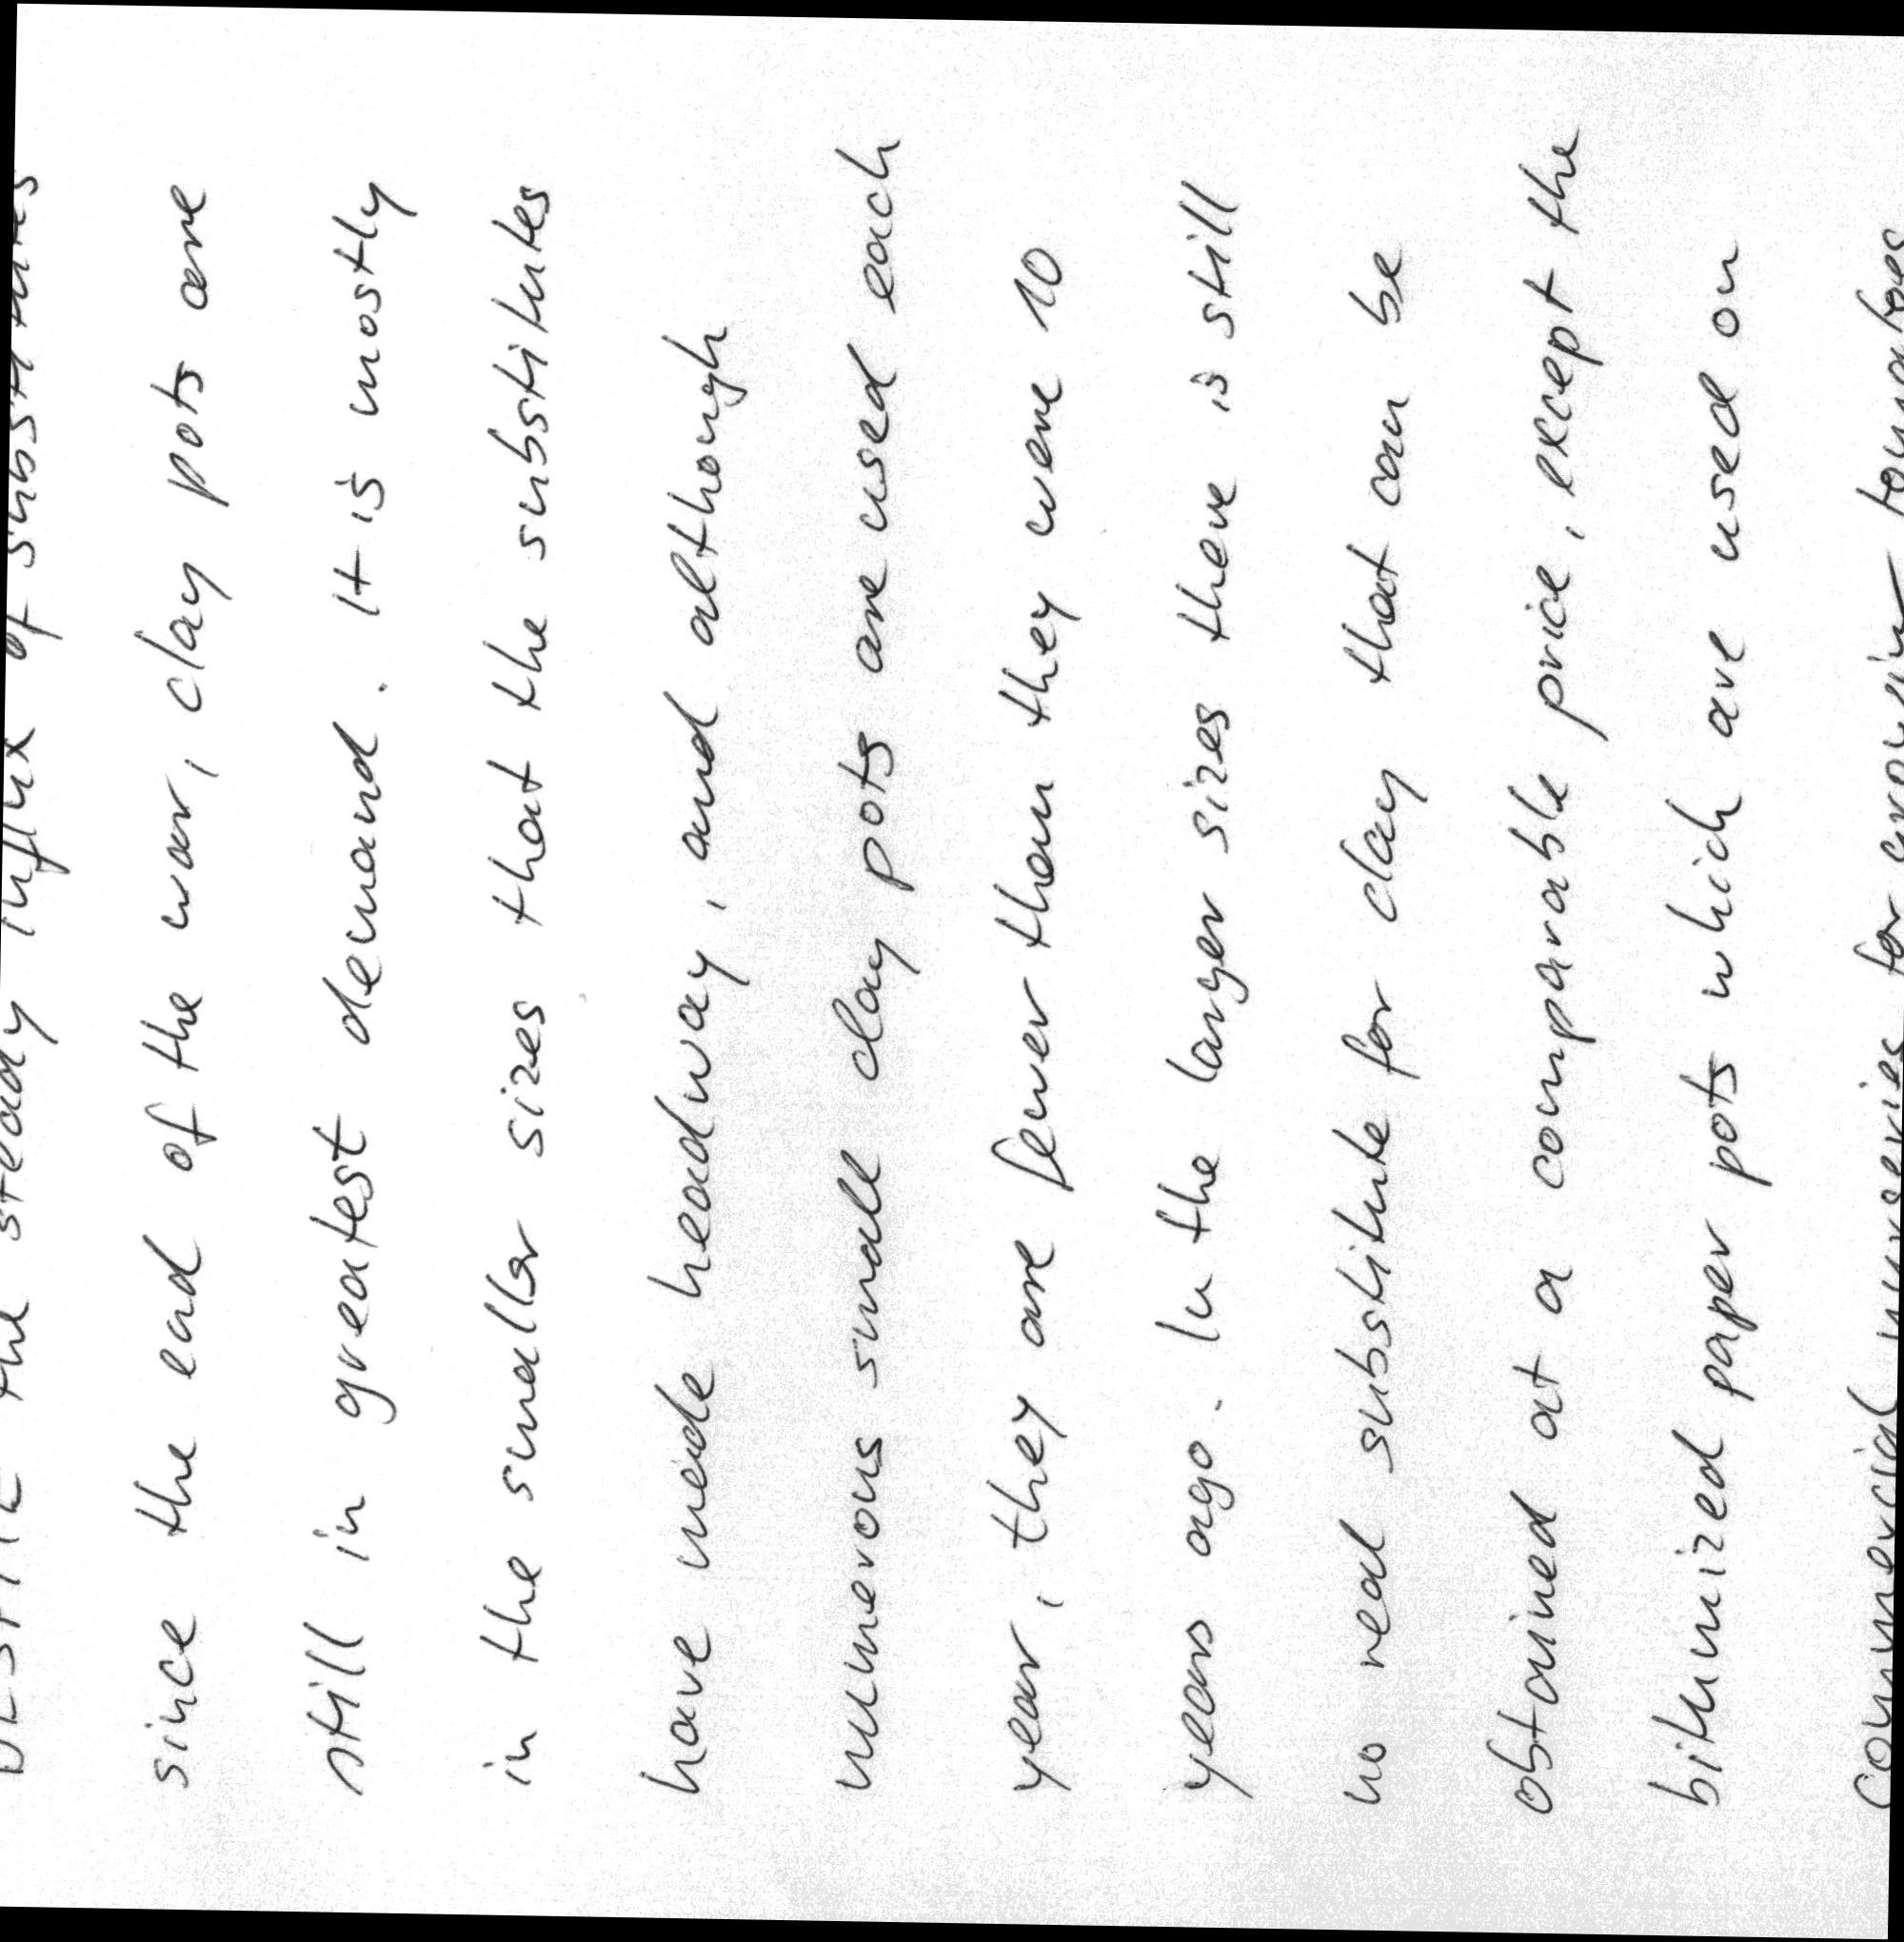 DESPITE the steady influx of substitutes
since the end of the war, clay pots are
still in greatest demand. It is mostly
in the smaller sizes that the substitutes
have made headway, and although
numerous small clay pots are used each
year, they are fewer than they were 10
years ago. In the larger sizes there is still
no real substitute for clay that can be
obtained at a comparable price, except the
bitumized paper pots which are used on
commercial nurseries for growing tomatoes